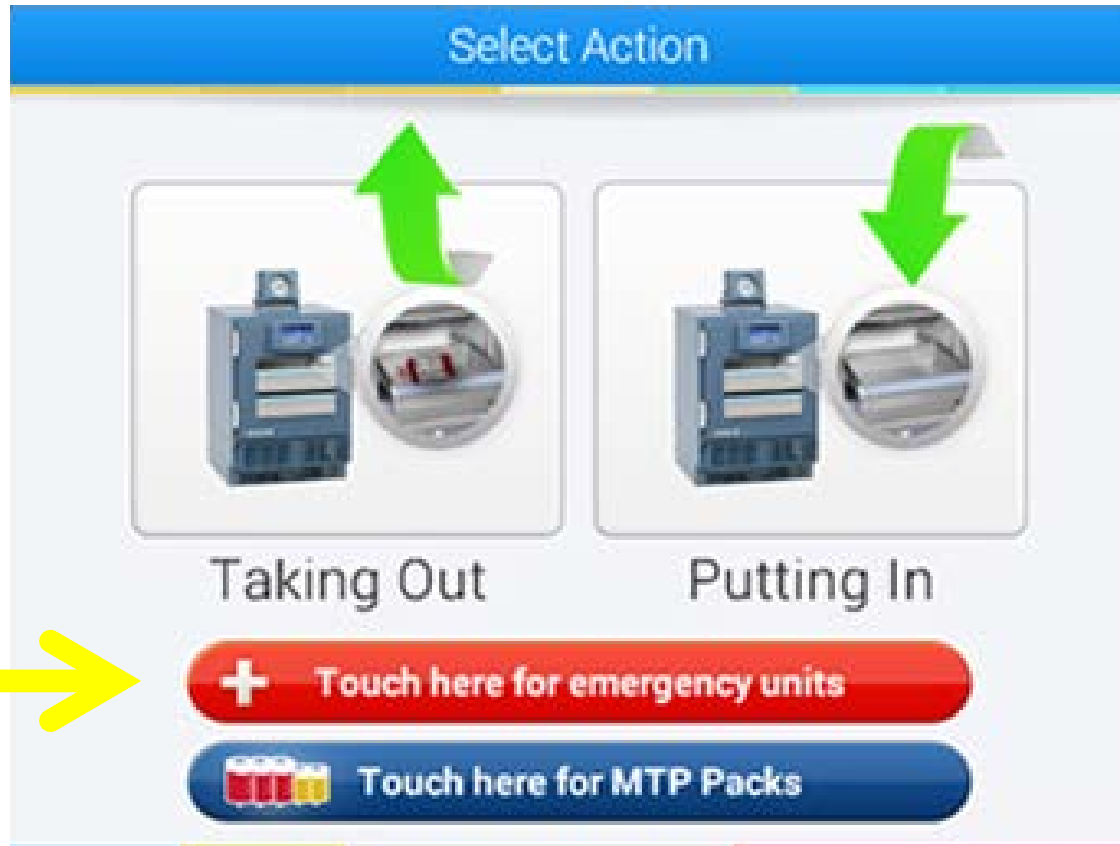 Select Action
Taking Out
Putting In
Touch here for emergency units
Touch here for MTP Packs